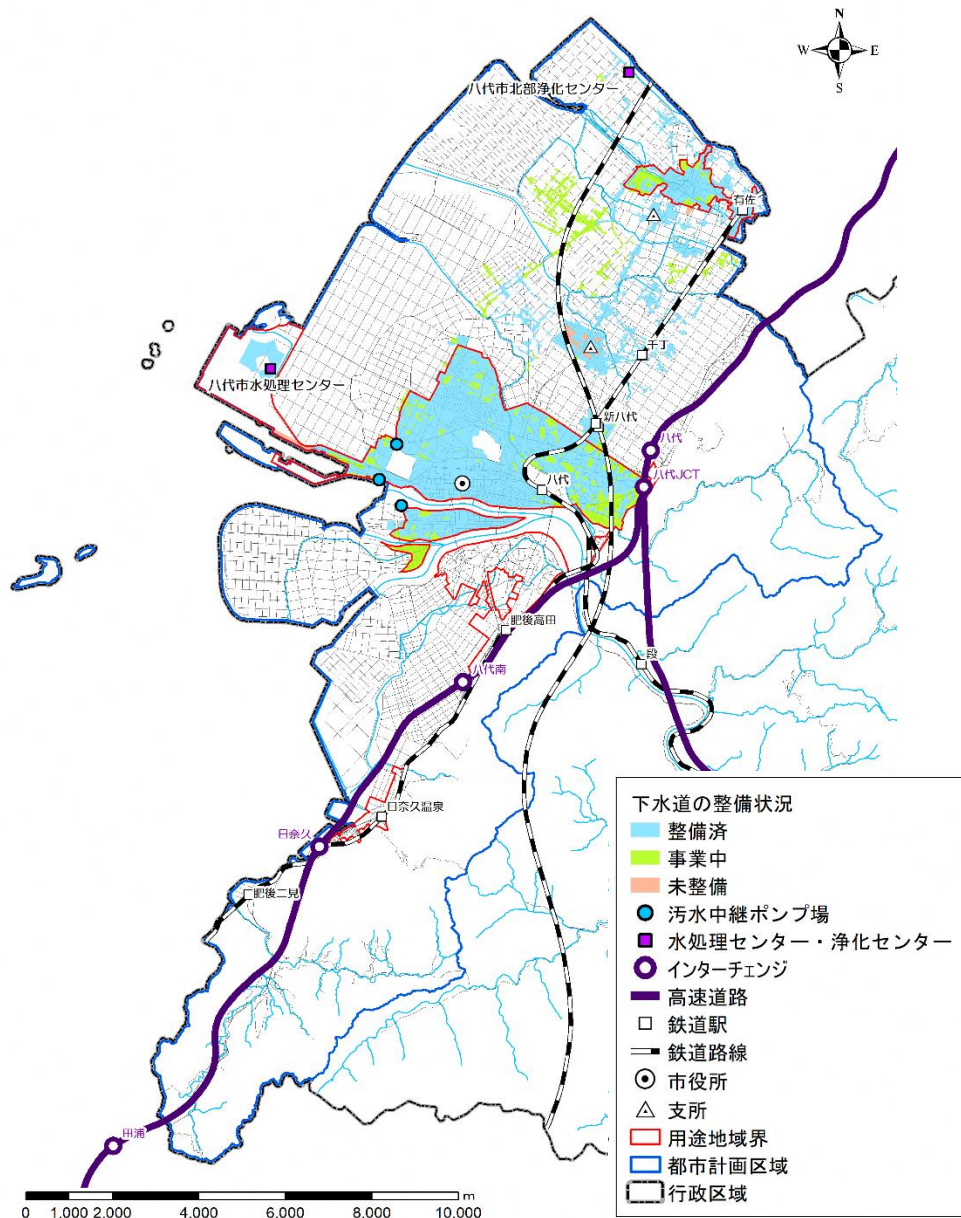 N
W
E
S
八代市北部浄化センター
有佐
千丁
八代市水処理センター
新八代
八代
八代JCT
八代
肥後高田
段
八代南
日奈久温泉
日奈久
肥後二見
田浦
下水道の整備状況
整備済
事業中
未整備
汚水中継ポンプ場
水処理センター・浄化センター
インターチェンジ
高速道路
鉄道駅
鉄道路線
市役所
支所
用途地域界
都市計画区域
行政区域
m
0 1.000 2.000 4.000 6.000 8.000 10.000